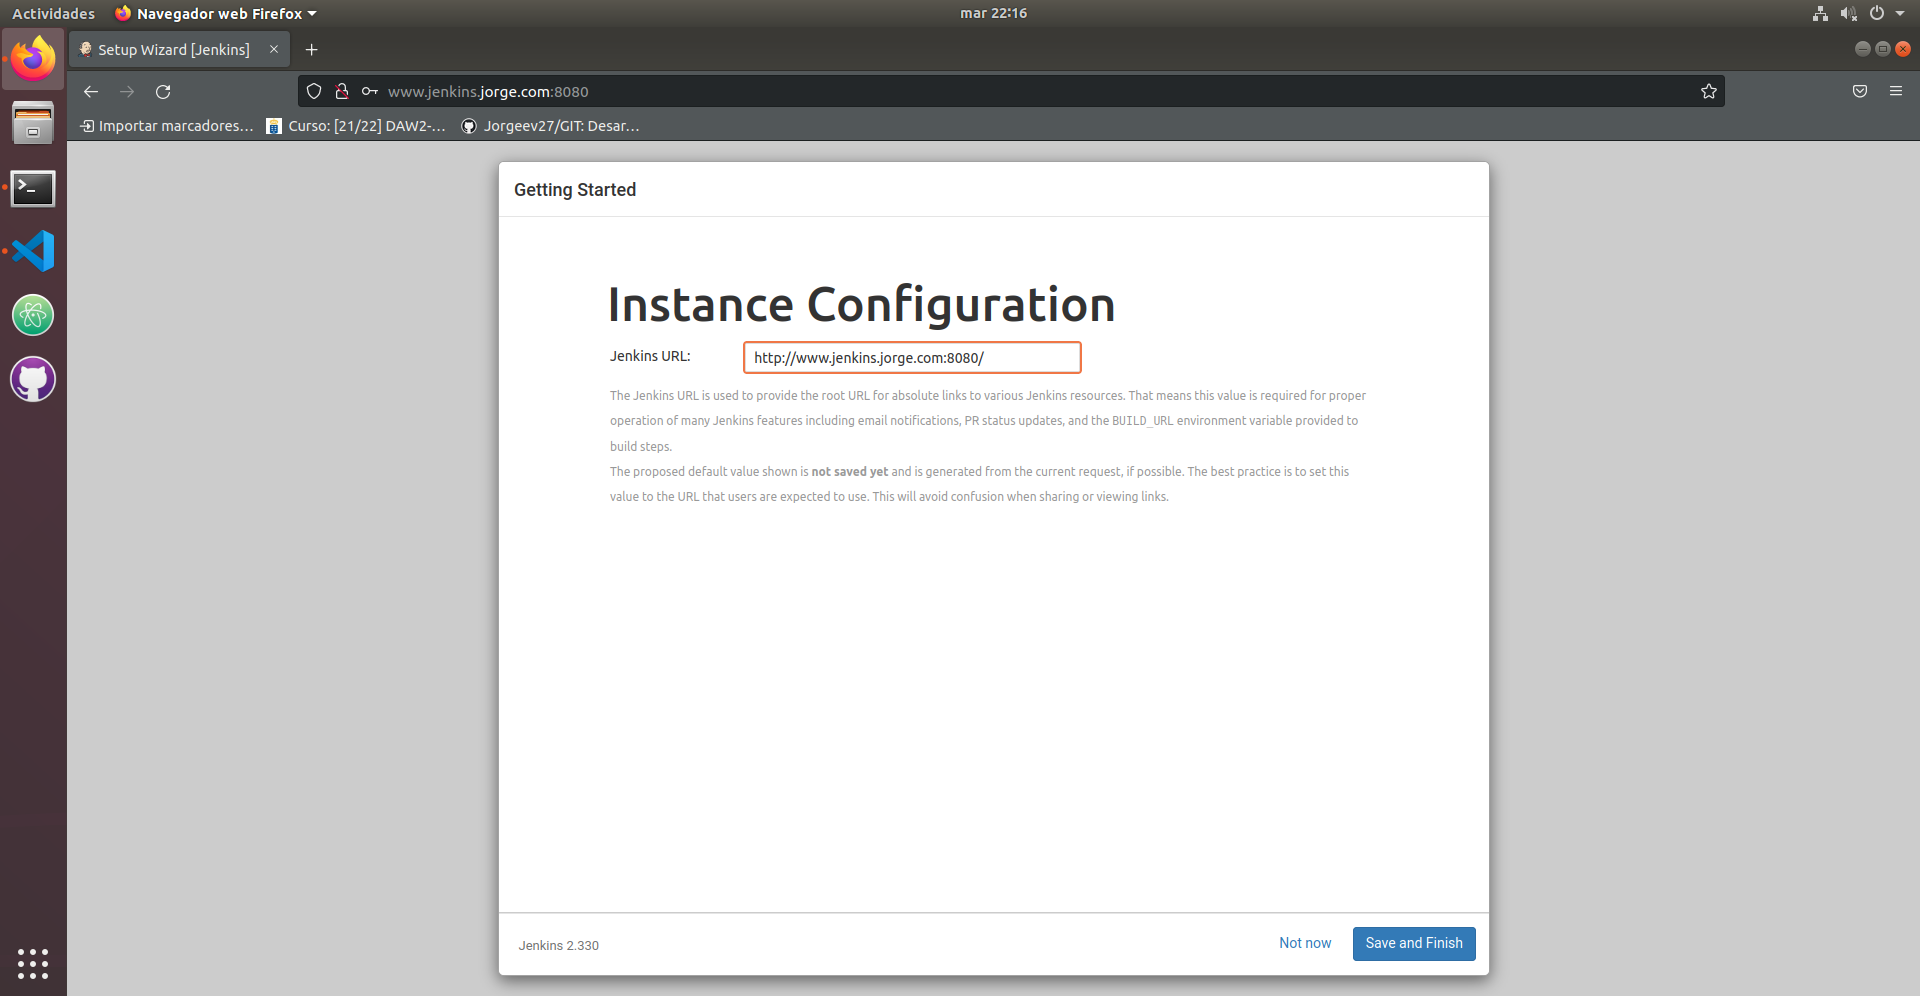 Actividades
Navegador web Firefox
mar 22:16
Setup Wizard [Jenkins]
www.jenkins.jorge.com:8080
Importar marcadores…
Curso: [21/22] DAW2-…
Jorgeev27/GIT: Desar…
Getting Started
Instance Configuration
Jenkins URL:
http://www.jenkins.jorge.com:8080/
The Jenkins URL is used to provide the root URL for absolute links to various Jenkins resources. That means this value is required for proper
operation of many Jenkins features including email notifications, PR status updates, and the BUILD_URL environment variable provided to
build steps.
The proposed default value shown is not saved yet and is generated from the current request, if possible. The best practice is to set this
value to the URL that users are expected to use. This will avoid confusion when sharing or viewing links.
Jenkins 2.330
Not now
Save and Finish